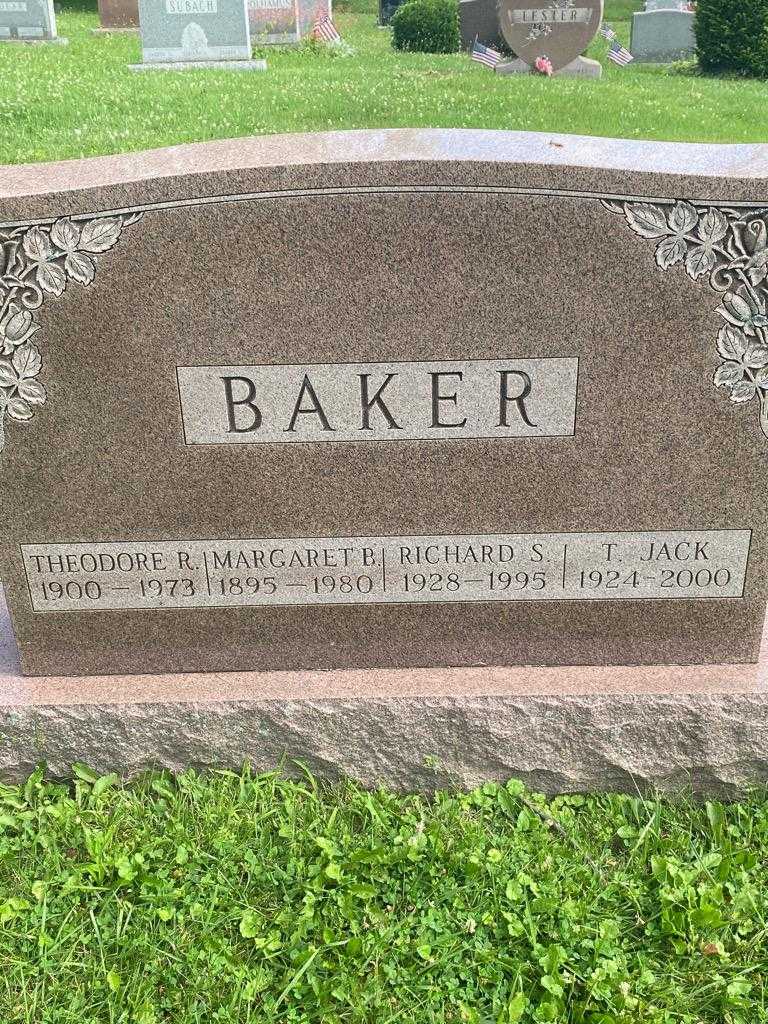 SUBACH
LESTER
BAKER
THEODORE R. MARGARET B. RICHARD S. T. JACK
1900 – 1973 1895 – 1980 1928 – 1995 1924 - 2000